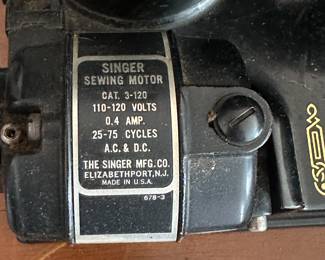 SINGER
SEWING MOTOR
CAT. 3-120
110-120 VOLTS
0.4 AMP.
25-75 CYCLES
A.C. & D.C.
THE SINGER MFG.CO.
ELIZABETHPORT, N.J.
MADE IN U.S.A.
678-3